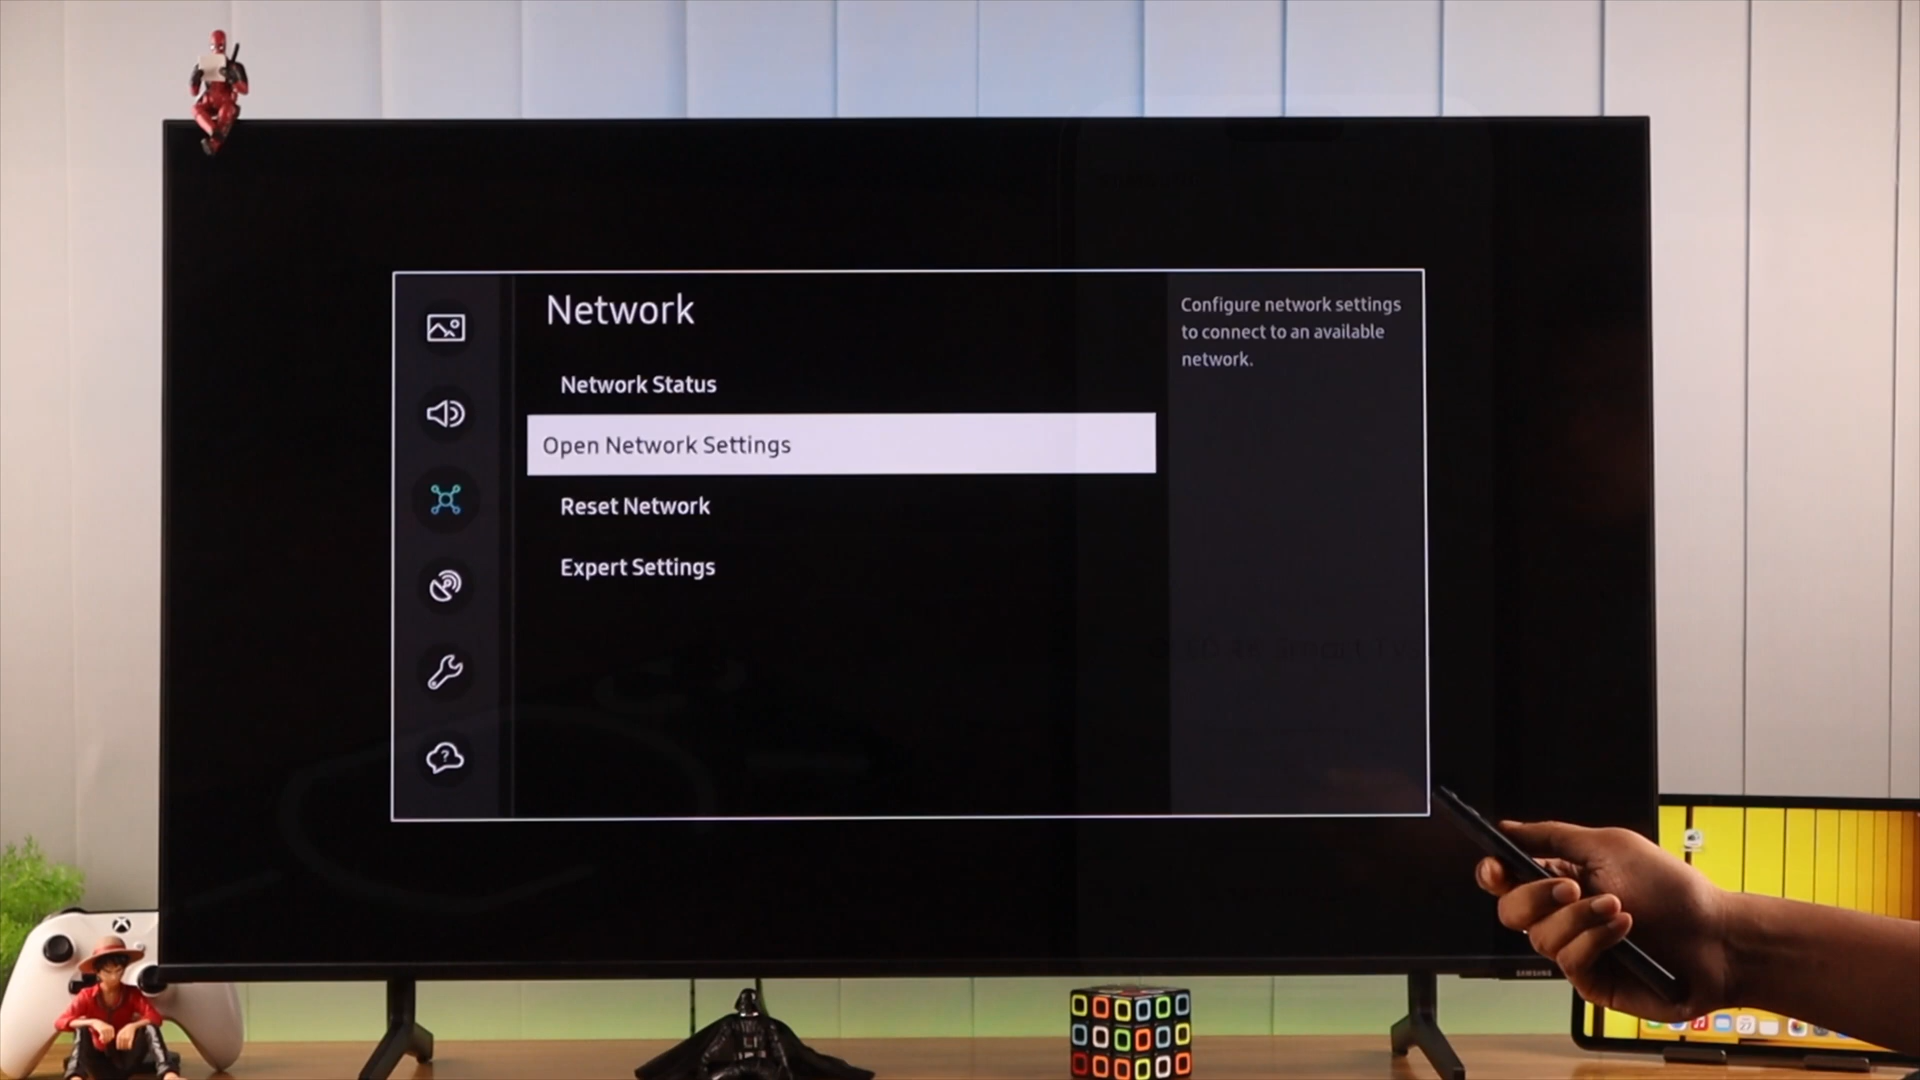 Network
Network Status
Open Network Settings
Reset Network
Expert Settings
Configure network settings
to connect to an available
network.
?
SAMSUNG